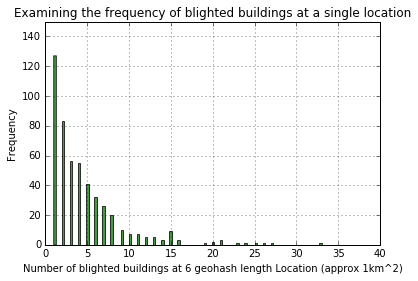 Examining the frequency of blighted buildings at a single location
140
120
100
80
60
40
20
0
Frequency
0 5 10 15 20 25 30 35 40
Number of blighted buildings at 6 geohash length Location (approx 1km^2)